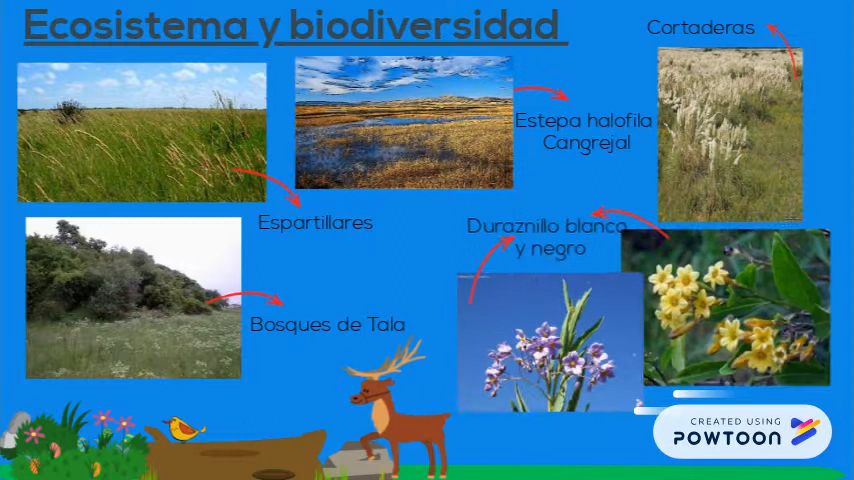 Ecosistema y biodiversidad
Cortaderas
Estepa halofila
Cangrejal
Espartillares
Duraznillo blanco
y negro
Bosques de Tala
CREATED USING
POWTOON